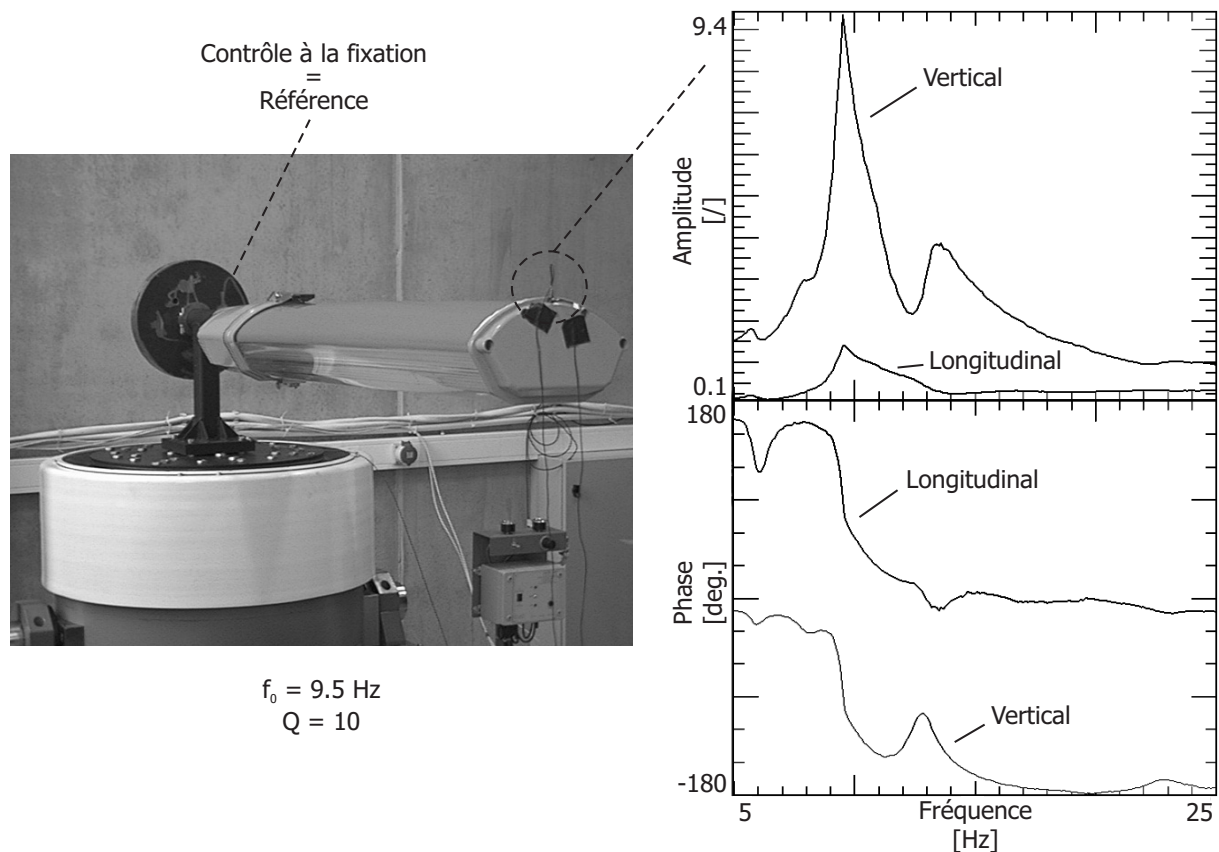 Contrôle à la fixation
=
Référence
f₀ = 9.5 Hz
Q = 10
9.4
Vertical
Amplitude
[/]
Longitudinal
0.1
180
Longitudinal
Phase
[deg.]
Vertical
-180
5
Fréquence
25
[Hz]